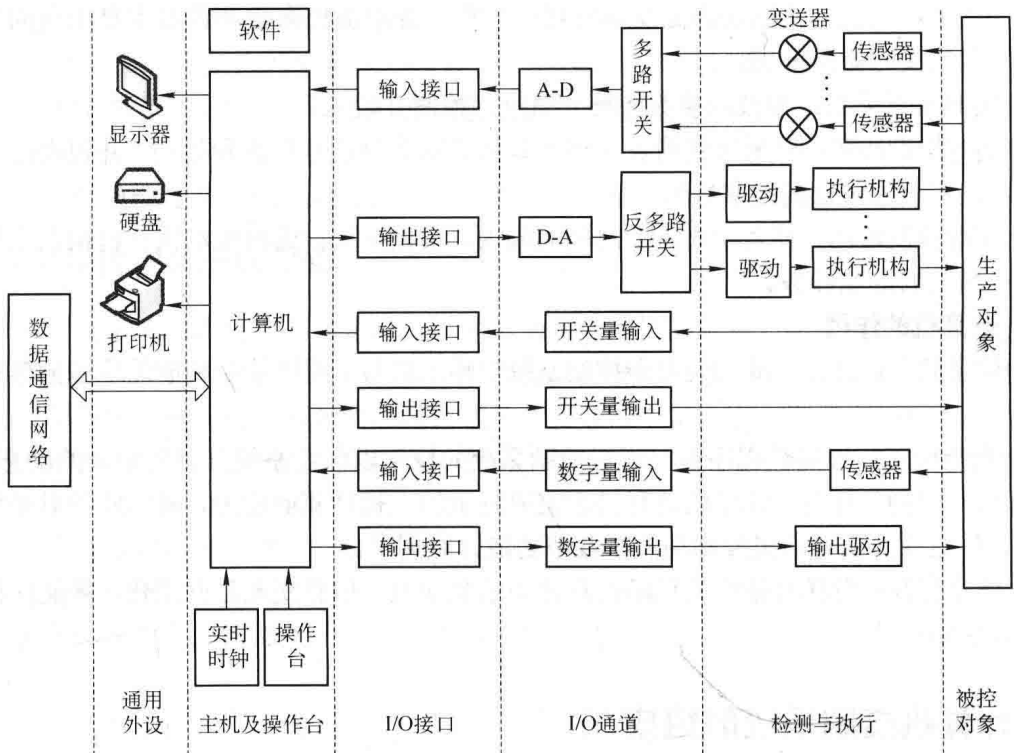 软件
变送器
显示器
输入接口
A-D
多路开关
传感器
传感器
硬盘
输出接口
D-A
反多路
开关
驱动
执行机构
驱动
执行机构
打印机
数据通信网络
计算机
生产对象
输入接口
开关量输入
输出接口
开关量输出
输入接口
数字量输入
传感器
输出接口
数字量输出
输出驱动
实时
时钟
操作
台
通用
外设
主机及操作台
I/O接口
I/O通道
检测与执行
被控
对象